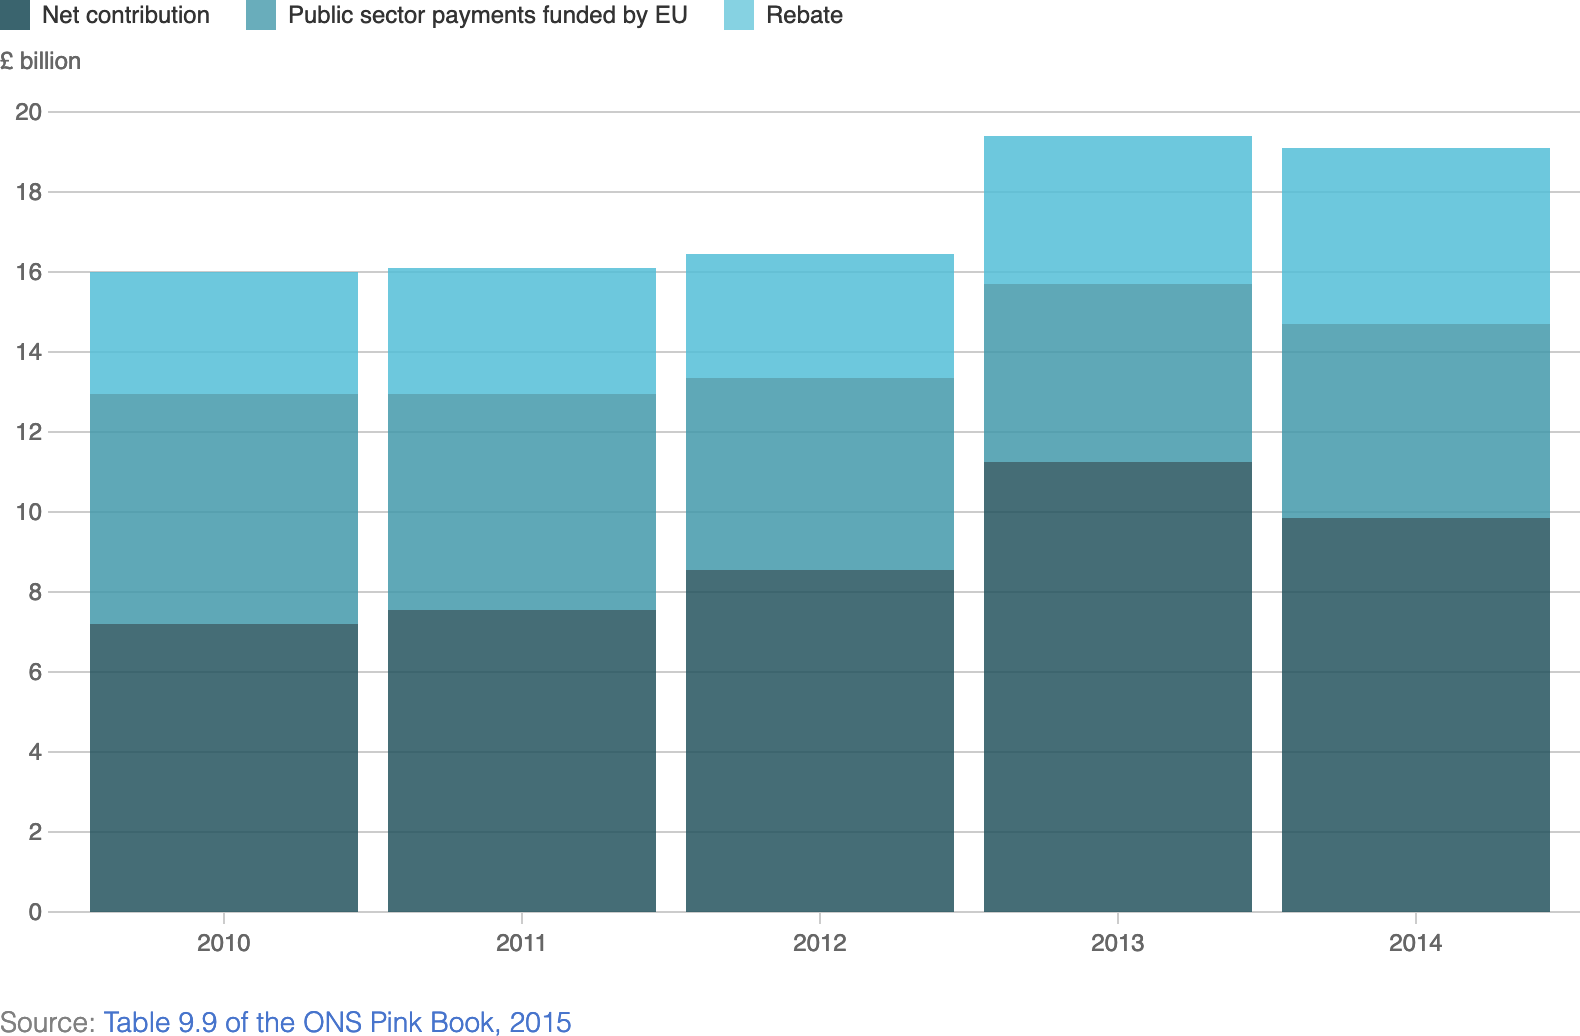 Net contribution Public sector payments funded by EU Rebate
£ billion
20
18
16
14
12
10
8
6
4
2
0
2010 2011 2012 2013 2014
Source: Table 9.9 of the ONS Pink Book, 2015